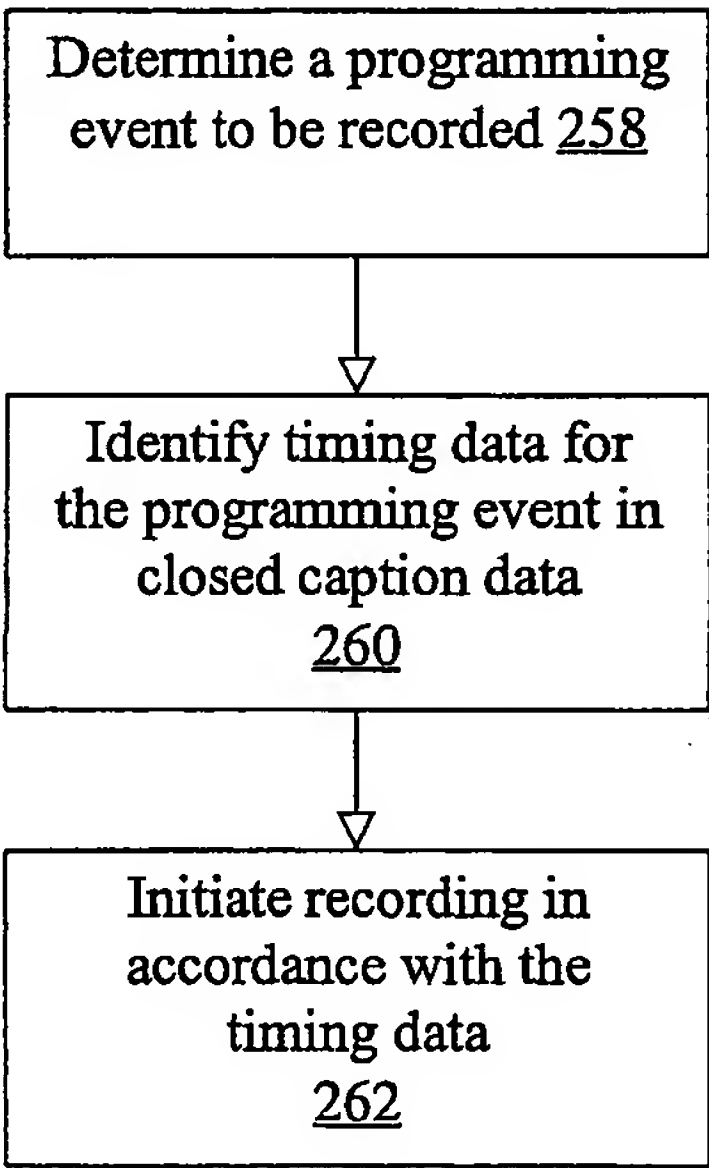 Determine a programming
event to be recorded 258
Identify timing data for
the programming event in
closed caption data
260
Initiate recording in
accordance with the
timing data
262